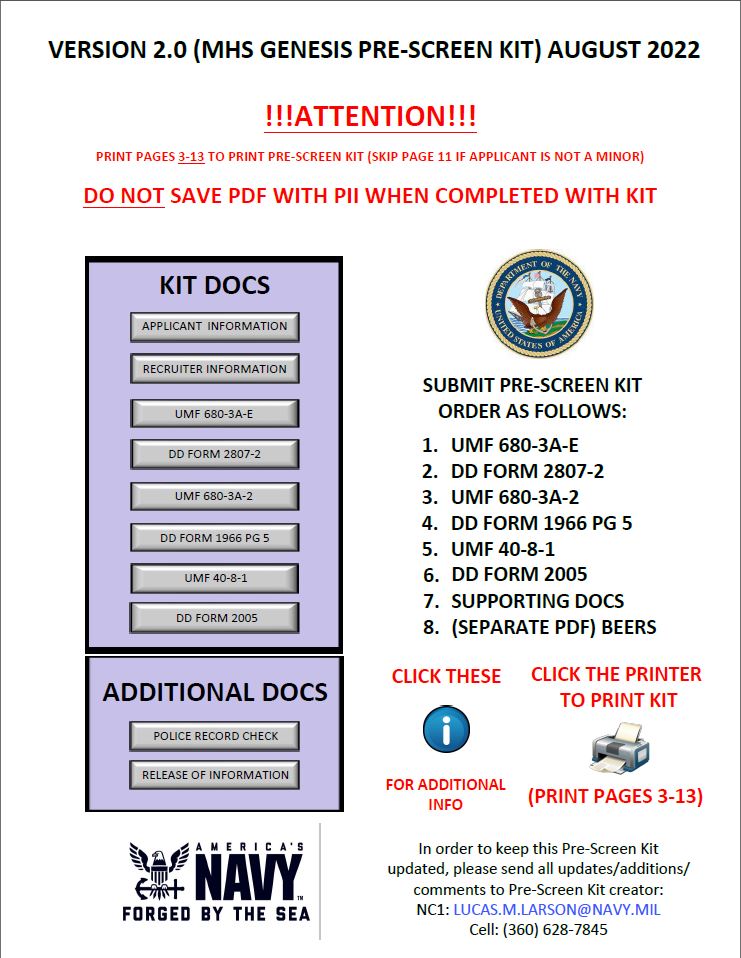 VERSION 2.0 (MHS GENESIS PRE-SCREEN KIT) AUGUST 2022
!!!ATTENTION!!!
PRINT PAGES 3-13 TO PRINT PRE-SCREEN KIT (SKIP PAGE 11 IF APPLICANT IS NOT A MINOR)
DO NOT SAVE PDF WITH PII WHEN COMPLETED WITH KIT
KIT DOCS
APPLICANT INFORMATION
RECRUITER INFORMATION
UMF 680-3A-E
DD FORM 2807-2
UMF 680-3A-2
DD FORM 1966 PG 5
UMF 40-8-1
DD FORM 2005
ADDITIONAL DOCS
POLICE RECORD CHECK
RELEASE OF INFORMATION
DEPARTMENT OF THE NAVY
UNITED STATES OF AMERICA
SUBMIT PRE-SCREEN KIT
ORDER AS FOLLOWS:
1. UMF 680-3A-E
2. DD FORM 2807-2
3. UMF 680-3A-2
4. DD FORM 1966 PG 5
5. UMF 40-8-1
6. DD FORM 2005
7. SUPPORTING DOCS
8. (SEPARATE PDF) BEERS
CLICK THESE
i
FOR ADDITIONAL
INFO
CLICK THE PRINTER
TO PRINT KIT
(PRINT PAGES 3-13)
AMERICA'S
NAVY
FORGED BY THE SEA
In order to keep this Pre-Screen Kit
updated, please send all updates/additions/
comments to Pre-Screen Kit creator:
NC1: LUCAS.M.LARSON@NAVY.MIL
Cell: (360) 628-7845